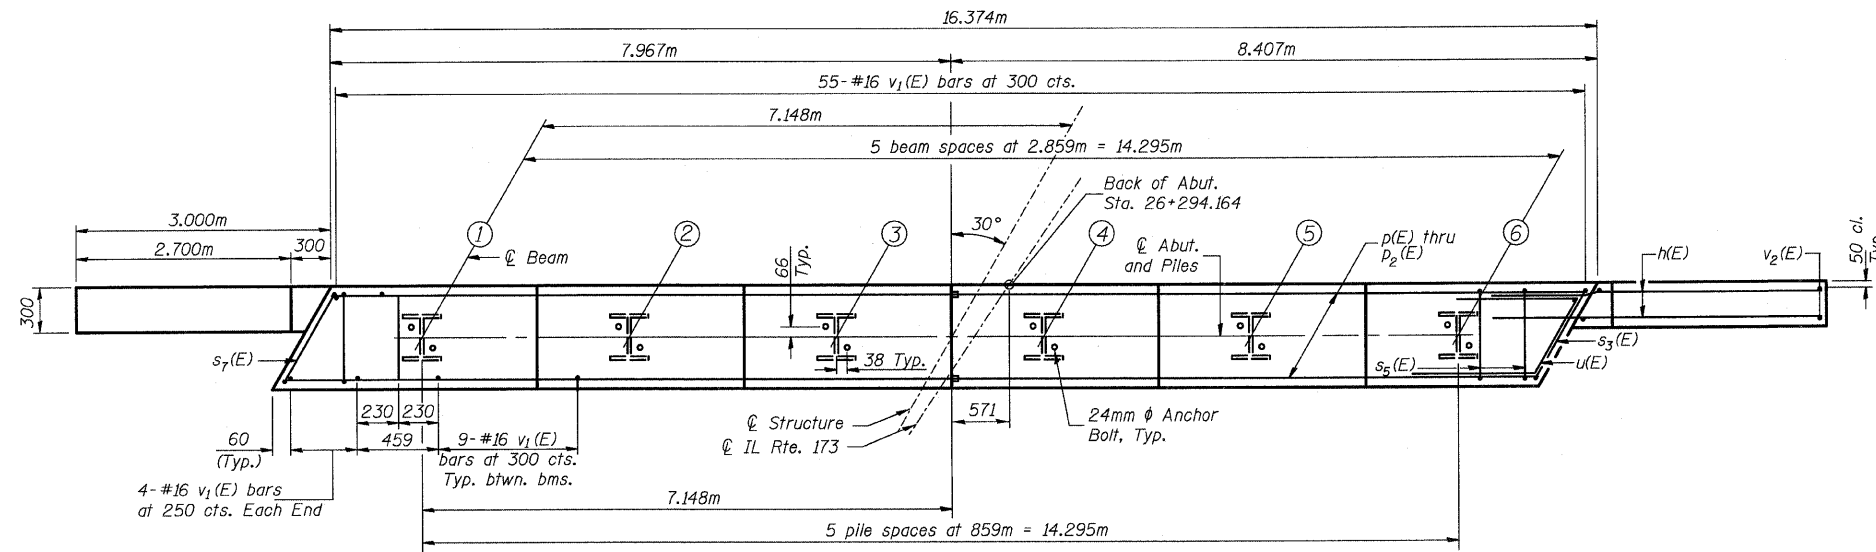 16.374m
7.967m
8.407m
55-#16 v₁(E) bars at 300 cts.
7.148m
5 beam spaces at 2.859m = 14.295m
Back of Abut.
Sta. 26+294.164
3.000m
2.700m
300
1
2
3
30°
4
5
6
℄ Beam
66
Typ.
℄ Abut.
and Piles
p(E) thru
p₂(E)
h(E)
v₂(E)
50 cl.
Typ.
300
s₇(E)
38 Typ.
s₅(E)
s₃(E)
u(E)
230
230
℄ Structure
℄ IL Rte. 173
571
24mm ϕ Anchor
Bolt, Typ.
60
(Typ.)
459
9-#16 v₁(E)
bars at 300 cts.
Typ. btwn. bms.
4-#16 v₁(E) bars
at 250 cts. Each End
7.148m
5 pile spaces at 859m = 14.295m